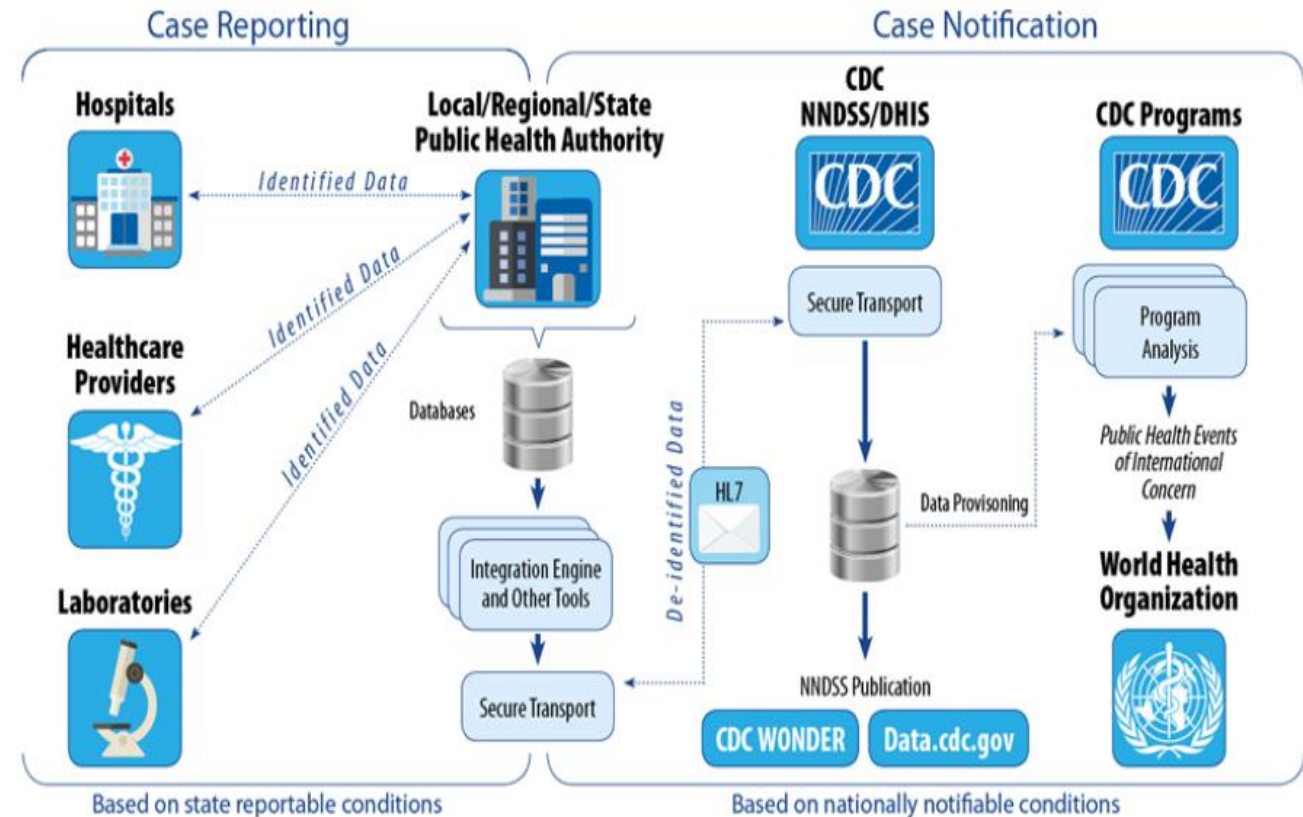 Case Reporting
Case Notification
Hospitals
Local/Regional/State
Public Health Authority
CDC
NNDSS/DHIS
CDC Programs
Identified Data
CDC
CDC
Identified Data
Secure Transport
Program
Analysis
Healthcare
Providers
Databases
Identified Data
De-identified Data
HL7
Public Health Events
of International
Concern
Data Provisoning
Integration Engine
and Other Tools
World Health
Organization
Laboratories
Secure Transport
NNDSS Publication
CDC WONDER
Data.cdc.gov
Based on state reportable conditions
Based on nationally notifiable conditions